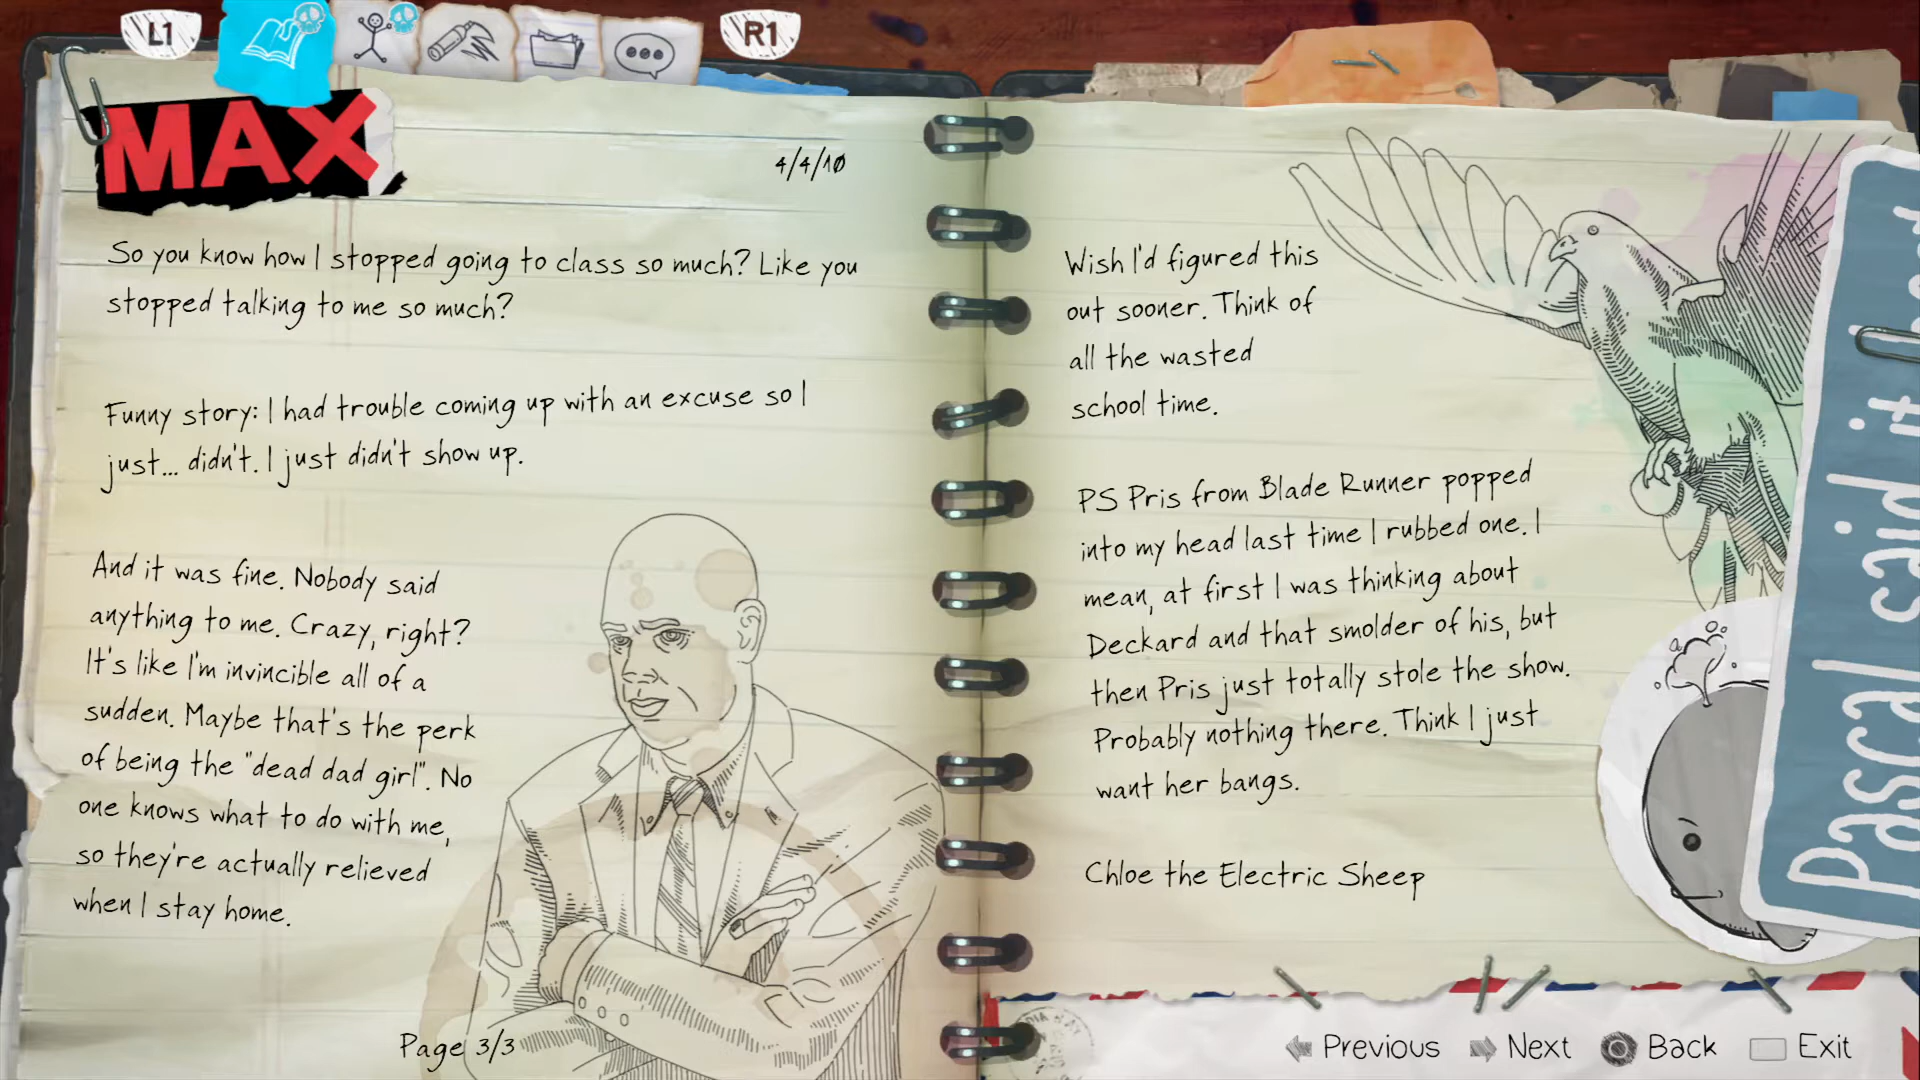 L1
R1
MAX
4/4/10
So you know how I stopped going to class so much? Like you
stopped talking to me so much?
Funny story: I had trouble coming up with an excuse so I
just... didn't. I just didn't show up.
And it was fine. Nobody said
anything to me. Crazy, right?
It's like I'm invincible all of a
sudden. Maybe that's the perk
of being the "dead dad girl". No
one knows what to do with me,
so they're actually relieved
when I stay home.
Page 3/3
Wish I'd figured this
out sooner. Think of
all the wasted
school time.
PS Pris from Blade Runner popped
into my head last time I rubbed one. I
mean, at first I was thinking about
Deckard and that smolder of his, but
then Pris just totally stole the show.
Probably nothing there. Think I just
want her bangs.
Chloe the Electric Sheep
Pascal said it
Previous
Next
Back
Exit